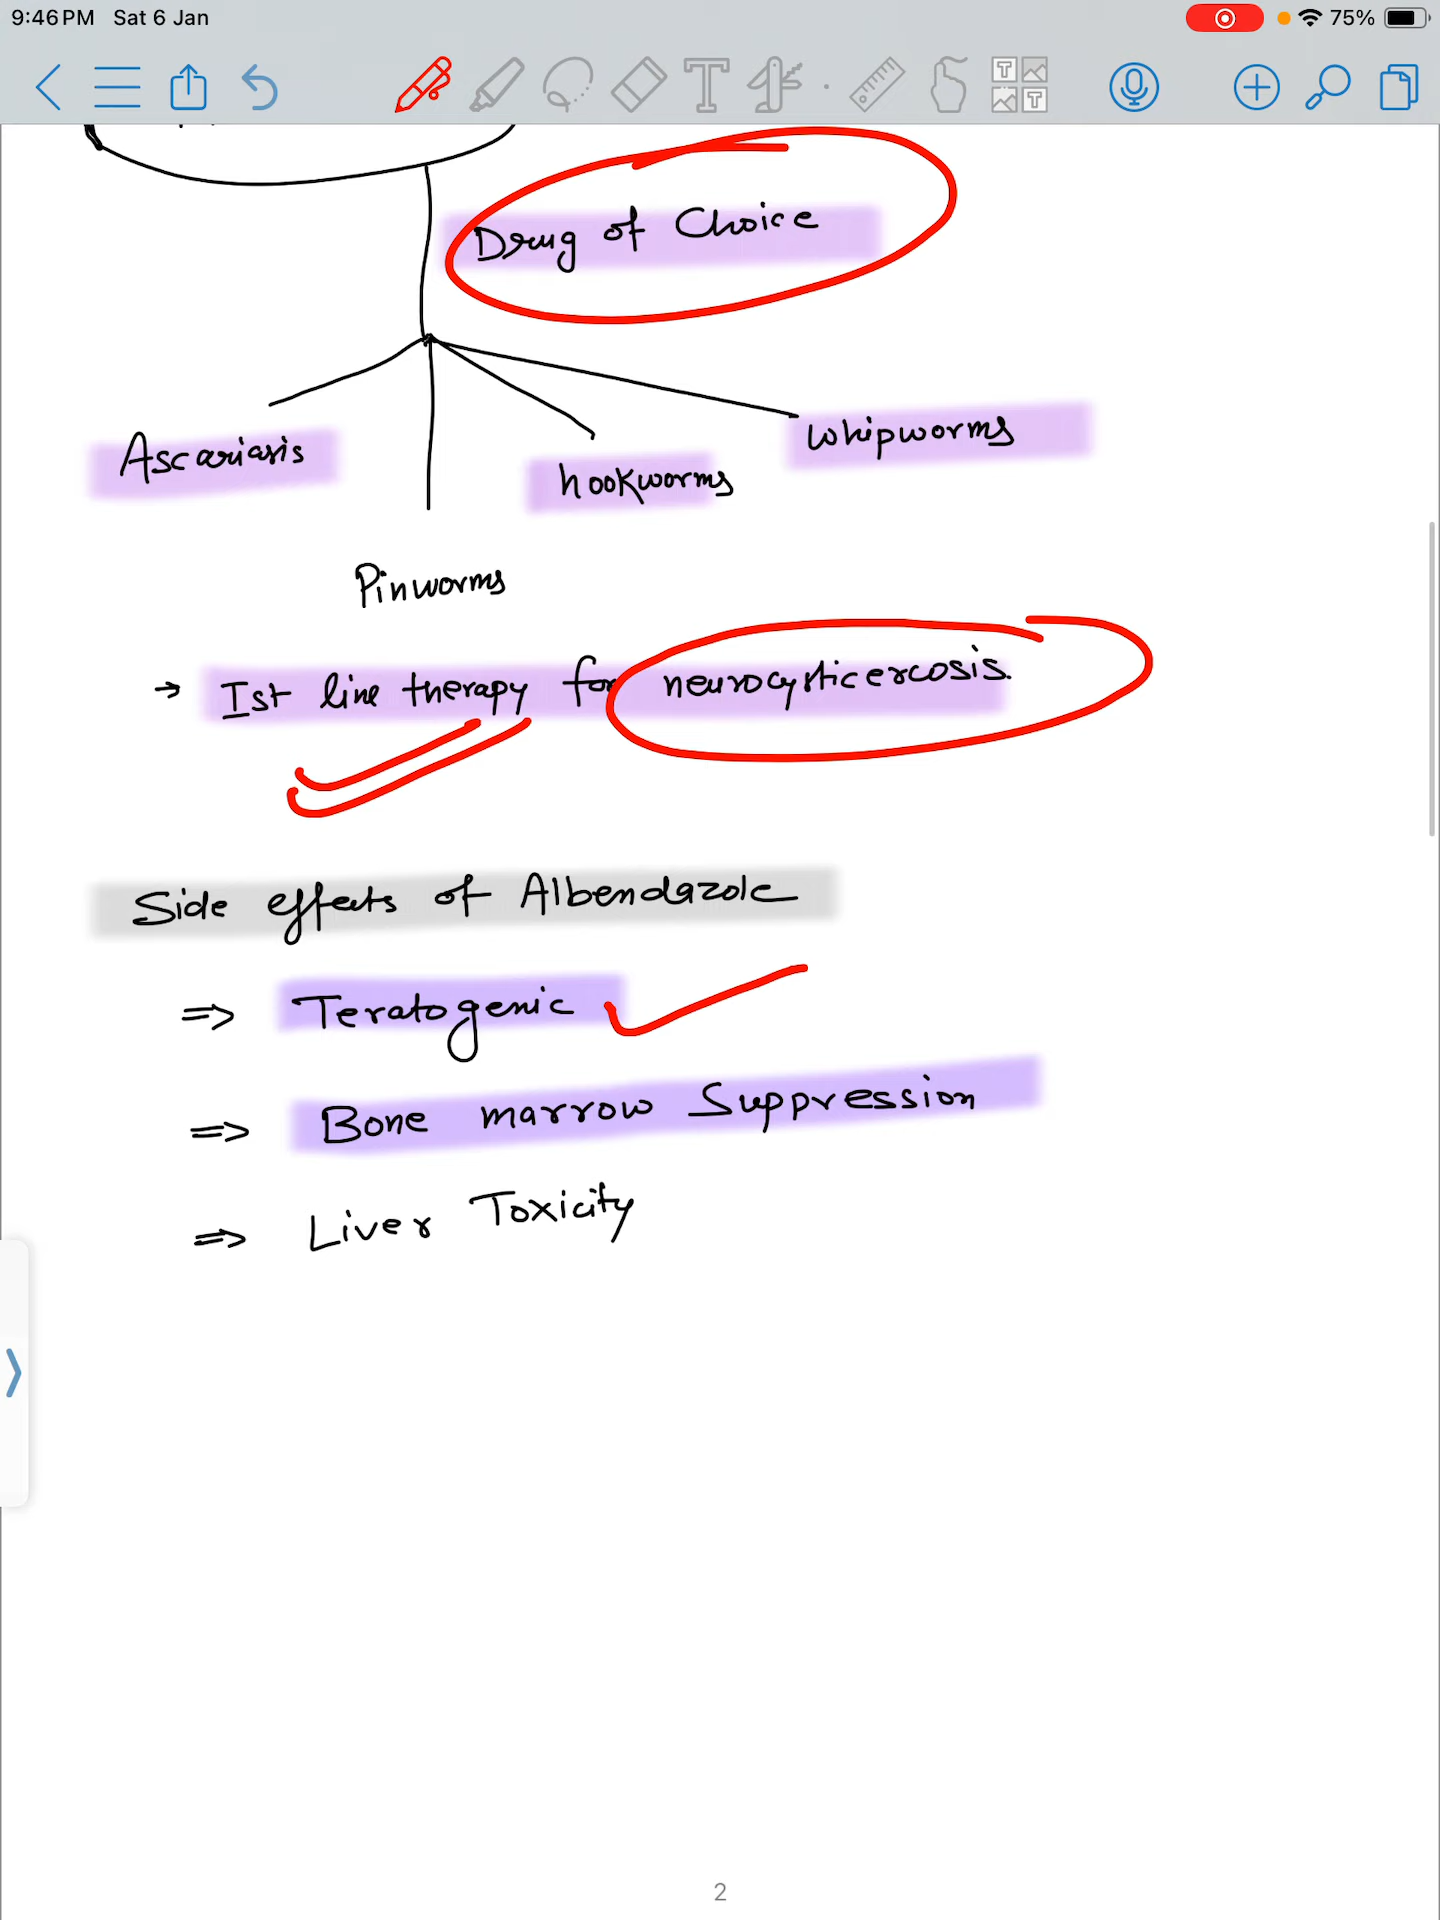 9:46 PM Sat 6 Jan 75%
Drug of Choice
Ascariasis
hookworms
Whipworms
Pinworms
→ Ist line therapy for neurocysticercosis.
Side effects of Albendazole
⇒ Teratogenic
⇒ Bone marrow Suppression
⇒ Liver Toxicity
2